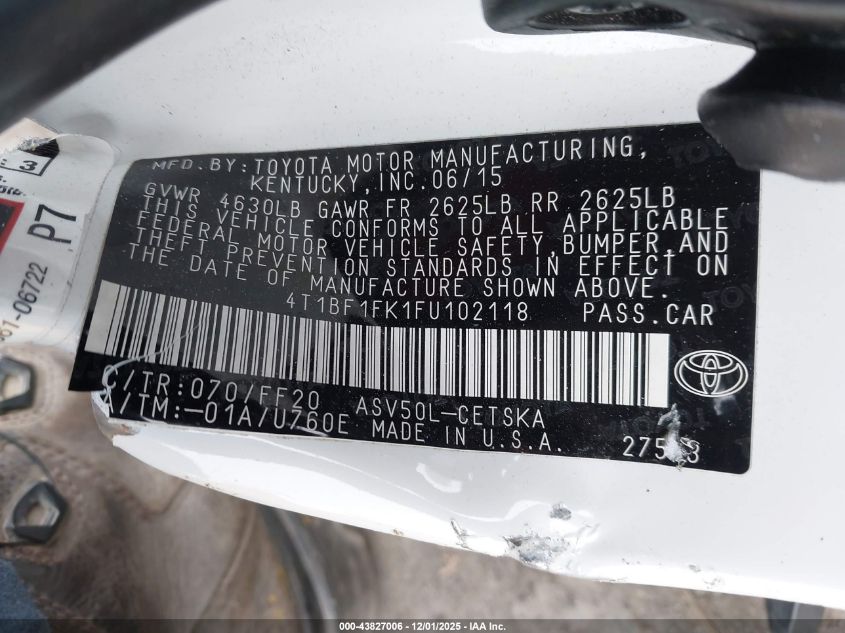 : 3
P7
61-06722
MFD. BY: TOYOTA MOTOR MANUFACTURING,
KENTUCKY, INC. 06/15
GVWR 4630LB GAWR FR 2625LB RR 2625LB
THIS VEHICLE CONFORMS TO ALL APPLICABLE
FEDERAL MOTOR VEHICLE SAFETY, BUMPER, AND
THEFT PREVENTION STANDARDS IN EFFECT ON
THE DATE OF MANUFACTURE SHOWN ABOVE.
4T1BF1FK1FU102118 PASS.CAR
C/TR:070/FF20 ASV50L-CETSKA
A/TM:-01A/U760E MADE IN U.S.A.
000-43827006 - 12/01/2025 - IAA Inc.